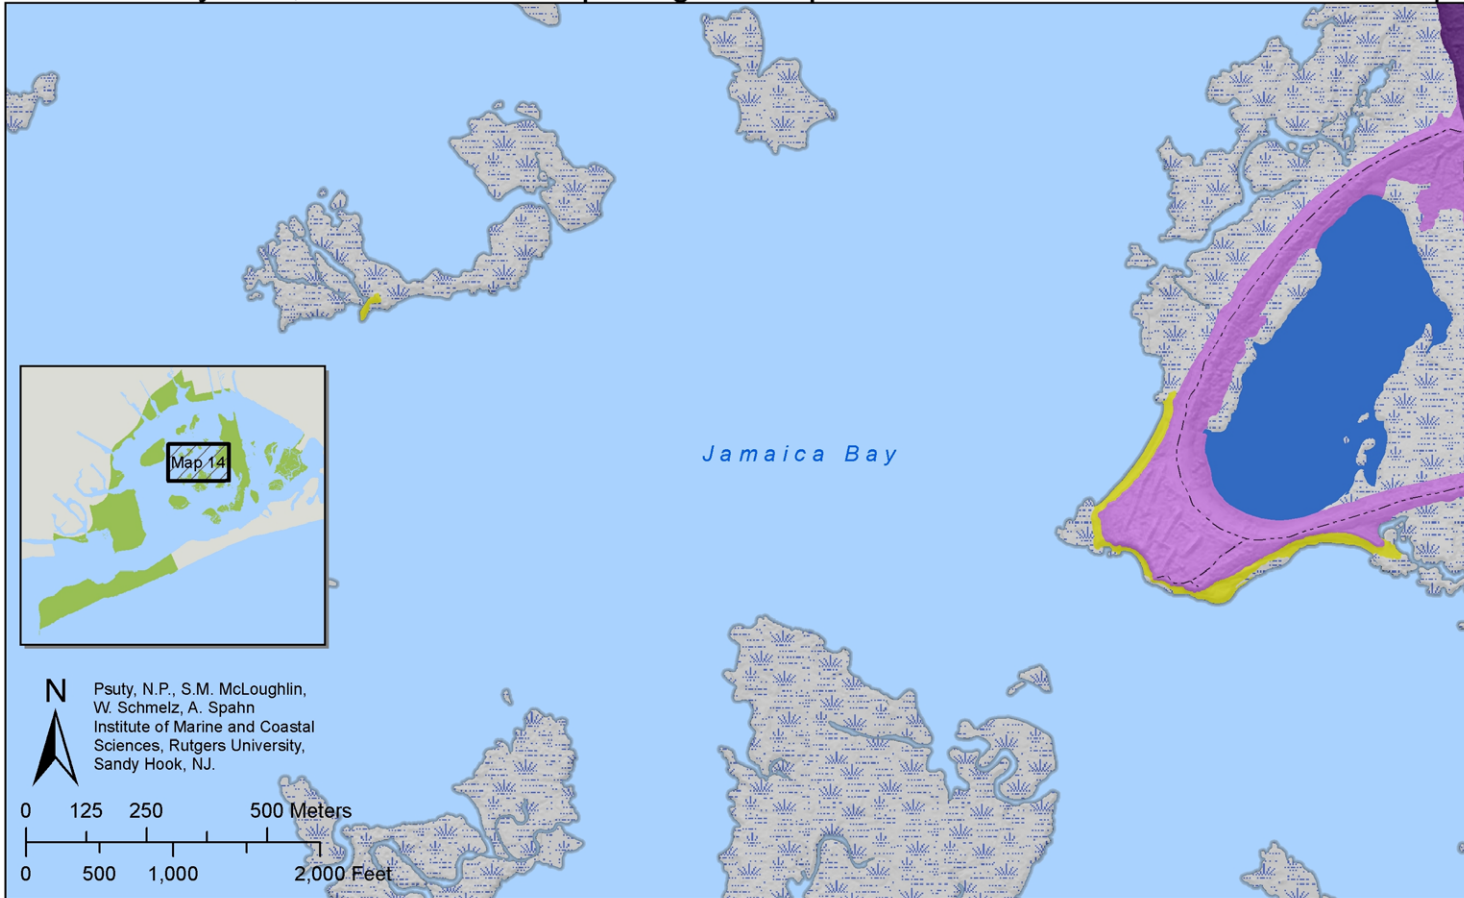 Jamaica Bay
Map 14
N
Psuty, N.P., S.M. McLoughlin,
W. Schmelz, A. Spahn
Institute of Marine and Coastal
Sciences, Rutgers University,
Sandy Hook, NJ.
0 125 250 500 Meters
0 500 1,000 2,000 Feet